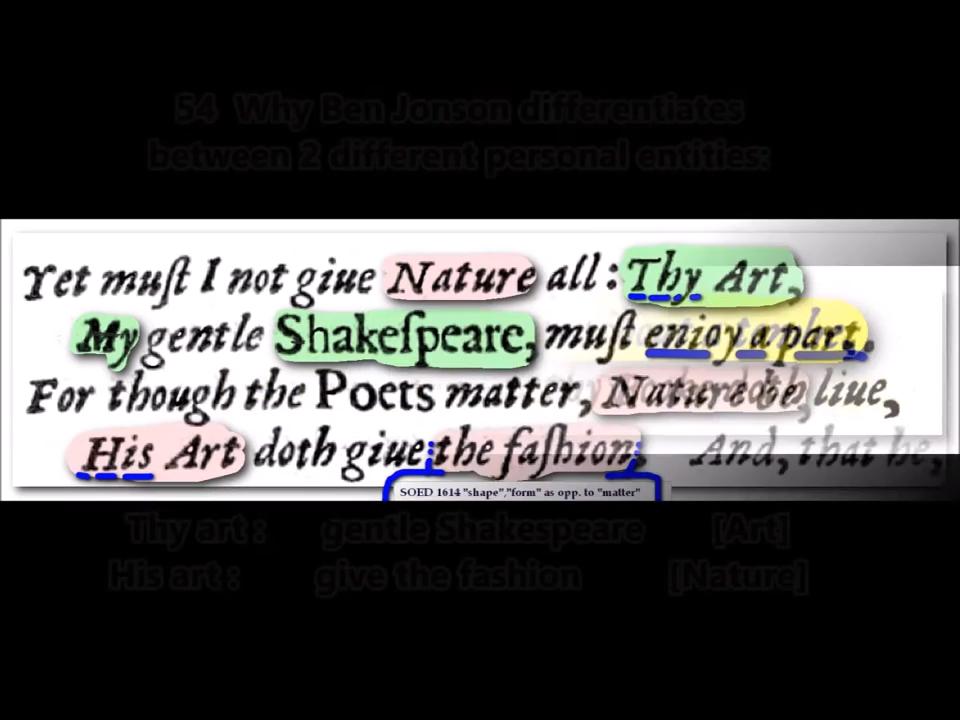 54 Why Ben Jonson differentiates
between 2 different personal entities:
Yet muſt I not giue Nature all : Thy Art,
My gentle Shakeſpeare, muſt enioy a part.
For though the Poets matter, Nature be, liue,
His Art doth giue the faſhion. And, that he,
SOED 1614 "shape","form" as opp. to "matter"
Thy art : gentle Shakespeare [Art]
His art : give the fashion [Nature]